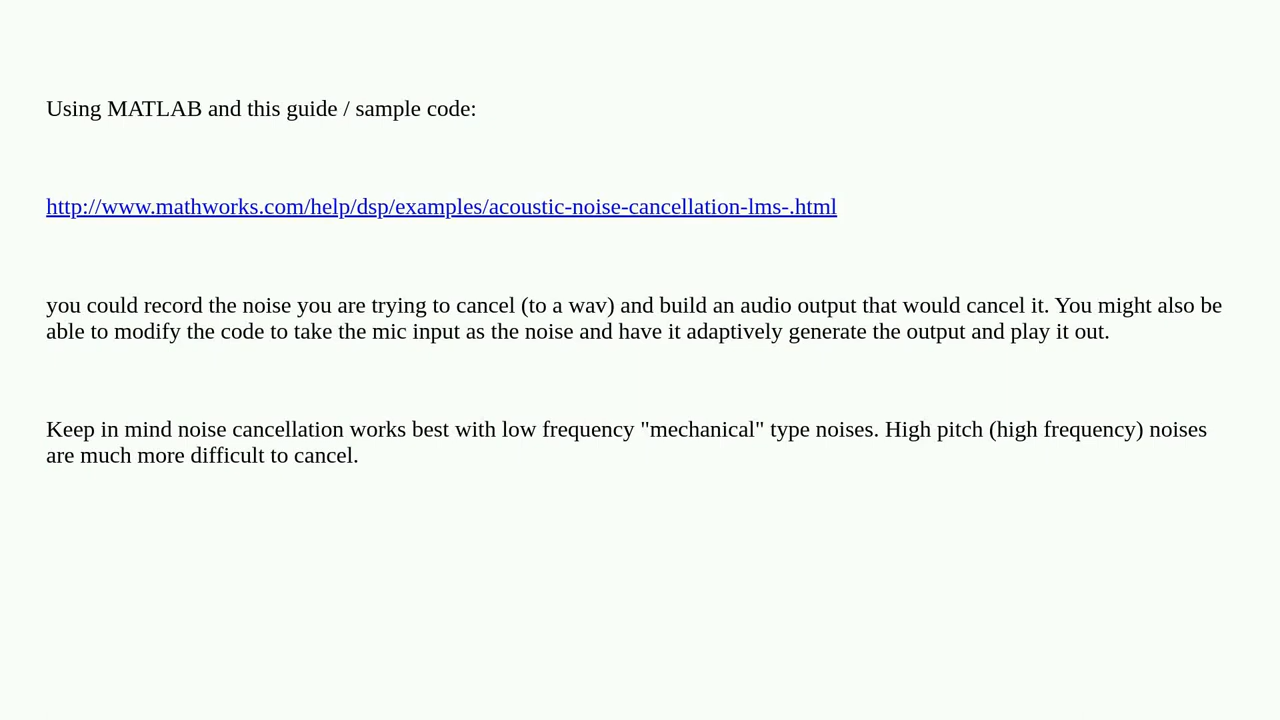 Using MATLAB and this guide / sample code:
http://www.mathworks.com/help/dsp/examples/acoustic-noise-cancellation-lms-.html
you could record the noise you are trying to cancel (to a wav) and build an audio output that would cancel it. You might also be
able to modify the code to take the mic input as the noise and have it adaptively generate the output and play it out.
Keep in mind noise cancellation works best with low frequency "mechanical" type noises. High pitch (high frequency) noises
are much more difficult to cancel.